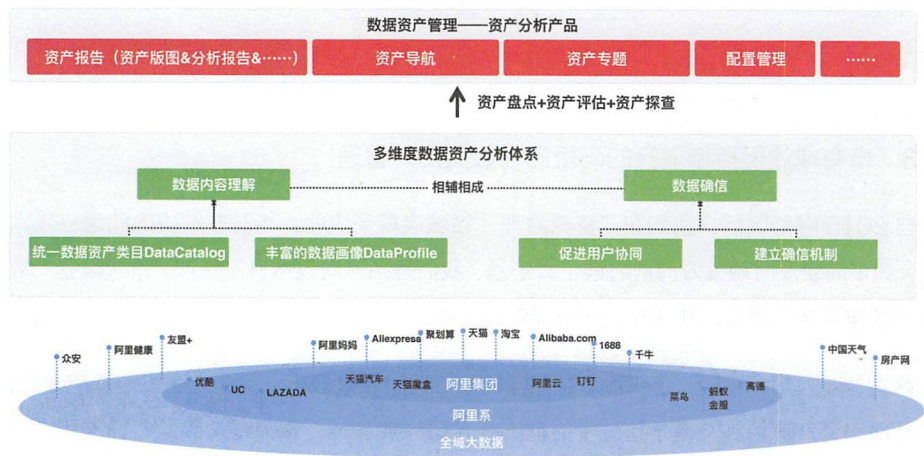 数据资产管理——资产分析产品
资产报告（资产版图&分析报告&……）
资产导航
资产专题
配置管理
……
资产盘点+资产评估+资产探查
多维度数据资产分析体系
数据内容理解
相辅相成
数据确信
统一数据资产类目DataCatalog
丰富的数据画像DataProfile
促进用户协同
建立确信机制
众安
阿里健康
友盟+
阿里妈妈
Aliexpress
聚划算
天猫
淘宝
Alibaba.com
1688
千牛
中国天气
房产网
优酷
UC
LAZADA
天猫汽车
天猫魔盒
阿里集团
阿里云
钉钉
菜鸟
蚂蚁
金服
高德
阿里系
全域大数据